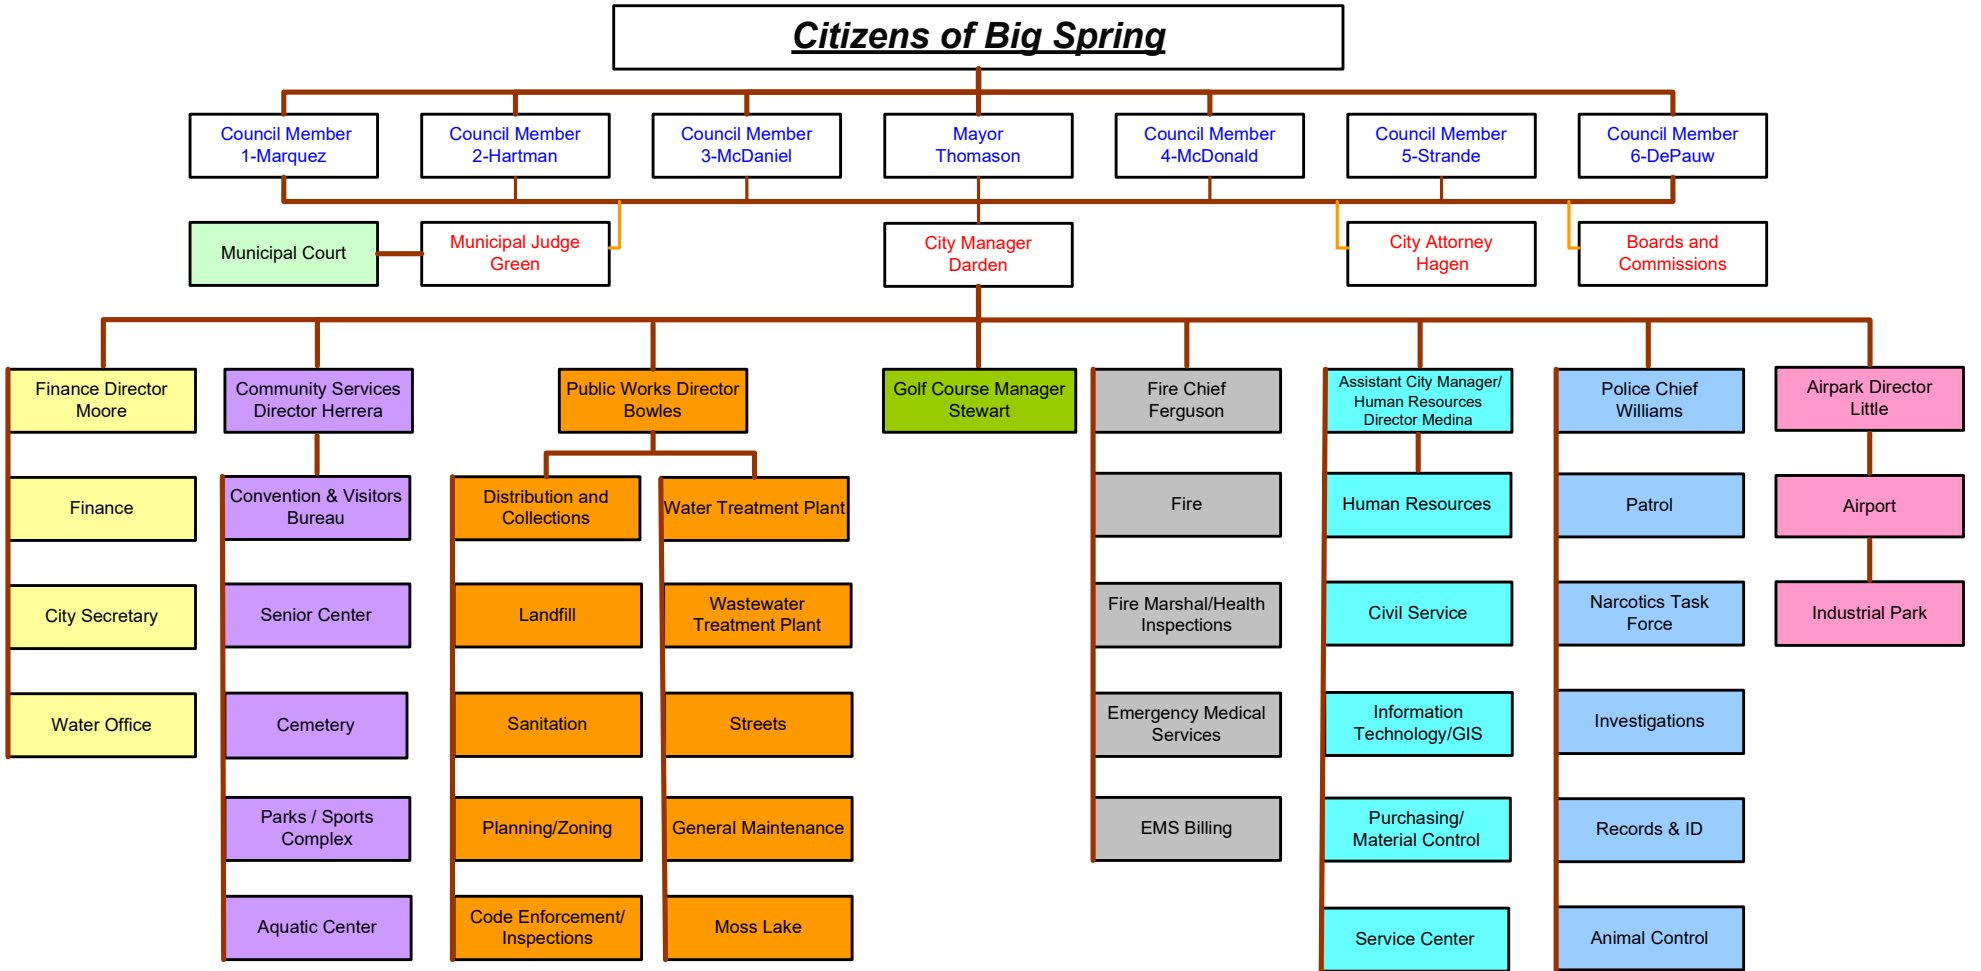 Citizens of Big Spring
Council Member
1-Marquez
Council Member
2-Hartman
Council Member
3-McDaniel
Mayor
Thomason
Council Member
4-McDonald
Council Member
5-Strande
Council Member
6-DePauw
Municipal Court
Municipal Judge
Green
City Manager
Darden
City Attorney
Hagen
Boards and
Commissions
Finance Director
Moore
Community Services
Director Herrera
Public Works Director
Bowles
Golf Course Manager
Stewart
Fire Chief
Ferguson
Assistant City Manager/
Human Resources
Director Medina
Police Chief
Williams
Airpark Director
Little
Finance
City Secretary
Water Office
Convention & Visitors
Bureau
Senior Center
Cemetery
Parks / Sports
Complex
Aquatic Center
Distribution and
Collections
Landfill
Sanitation
Planning/Zoning
Code Enforcement/
Inspections
Water Treatment Plant
Wastewater
Treatment Plant
Streets
General Maintenance
Moss Lake
Fire
Fire Marshal/Health
Inspections
Emergency Medical
Services
EMS Billing
Human Resources
Civil Service
Information
Technology/GIS
Purchasing/
Material Control
Service Center
Patrol
Narcotics Task
Force
Investigations
Records & ID
Animal Control
Airport
Industrial Park